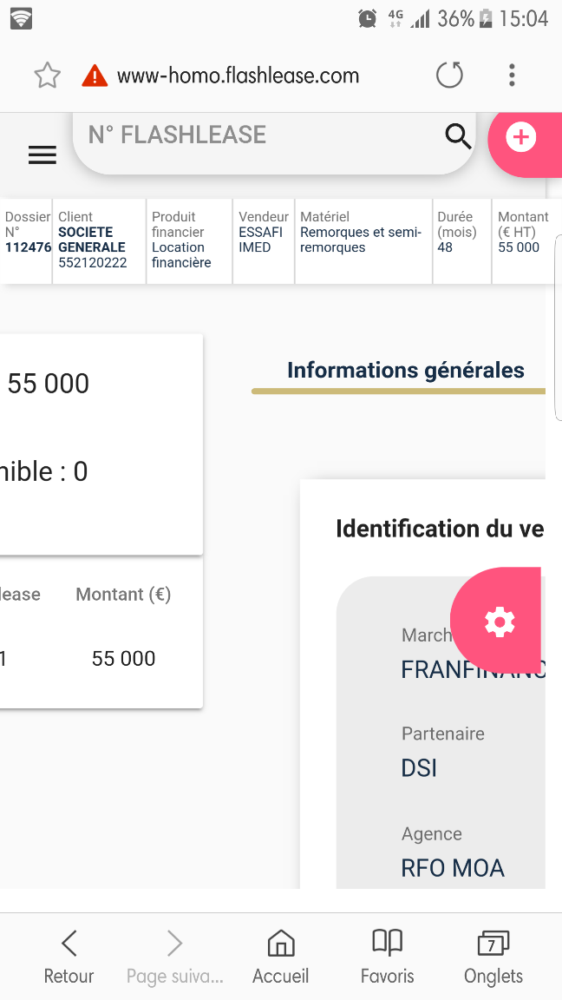 4G 36% 15:04
www-homo.flashlease.com
N° FLASHLEASE
Dossier Client Produit Vendeur Matériel Durée Montant
N° SOCIETE financier ESSAFI Remorques et semi- (mois) (€ HT)
112476 GENERALE Location IMED remorques 48 55 000
552120222 financière
55 000
Informations générales
nible : 0
Identification du ve
lease Montant (€)
March
1 55 000
FRANFINANC
Partenaire
DSI
Agence
RFO MOA
7
Retour Page suiva... Accueil Favoris Onglets